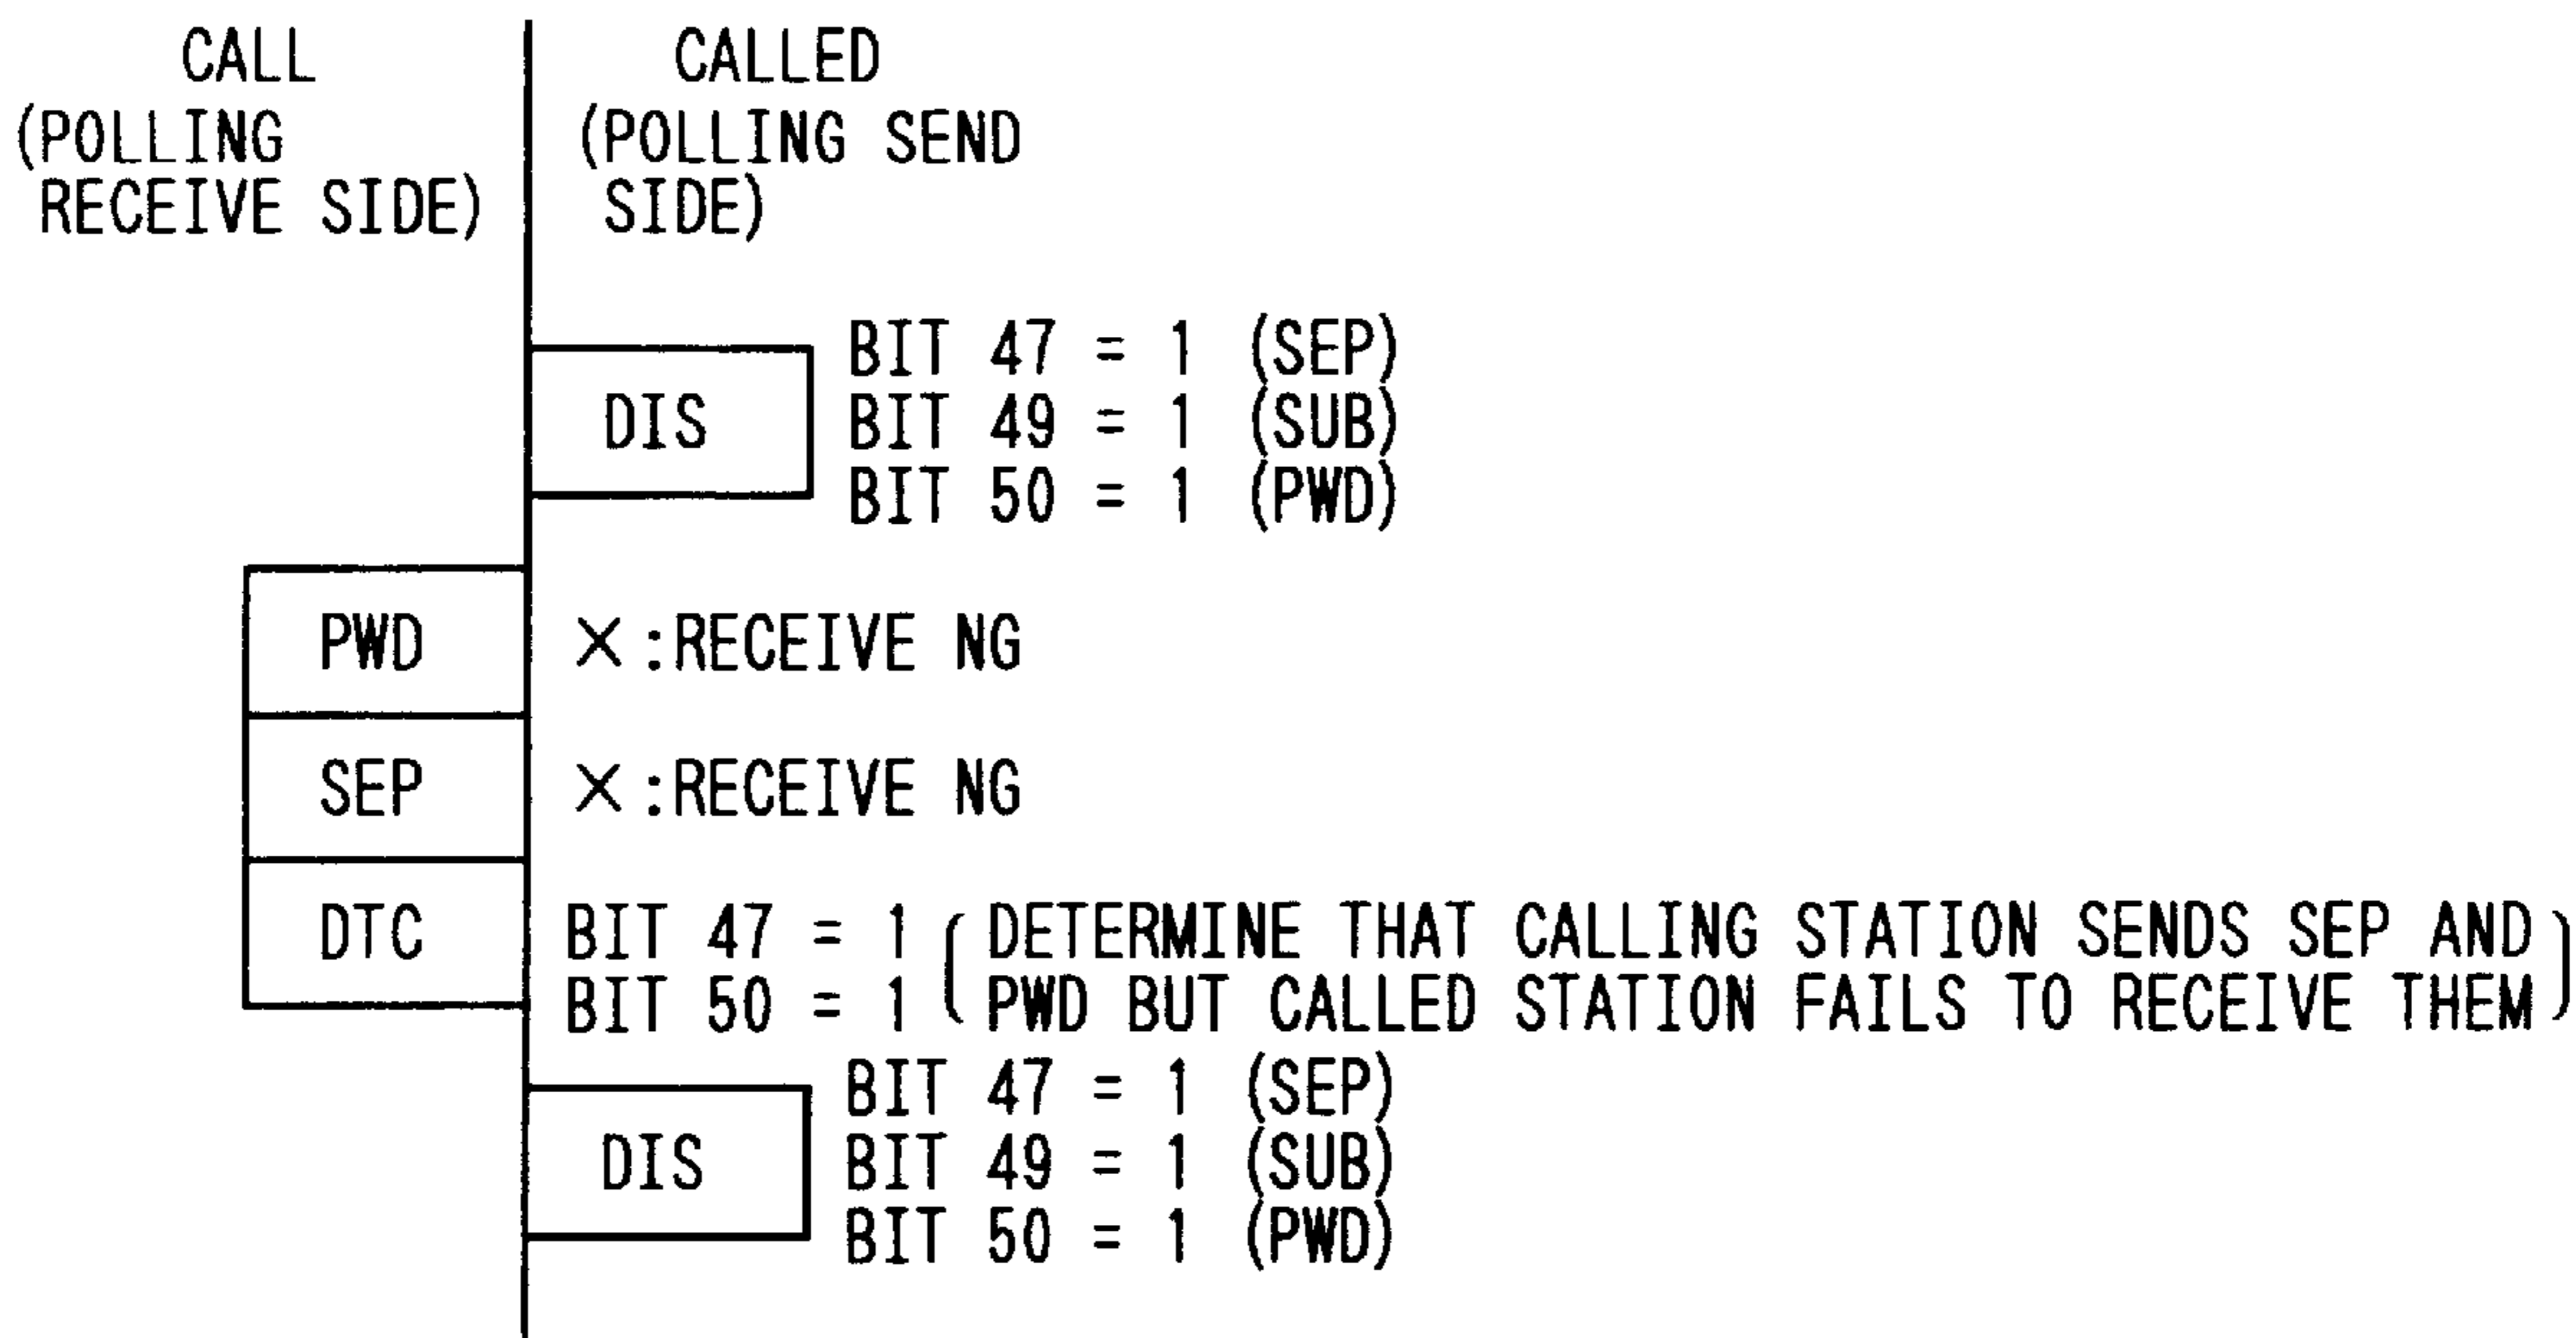 CALL
(POLLING
RECEIVE SIDE)
CALLED
(POLLING SEND
SIDE)
DIS
BIT 47 = 1 (SEP)
BIT 49 = 1 (SUB)
BIT 50 = 1 (PWD)
PWD
×:RECEIVE NG
SEP
×:RECEIVE NG
DTC
BIT 47 = 1 (DETERMINE THAT CALLING STATION SENDS SEP AND
BIT 50 = 1 PWD BUT CALLED STATION FAILS TO RECEIVE THEM)
DIS
BIT 47 = 1 (SEP)
BIT 49 = 1 (SUB)
BIT 50 = 1 (PWD)